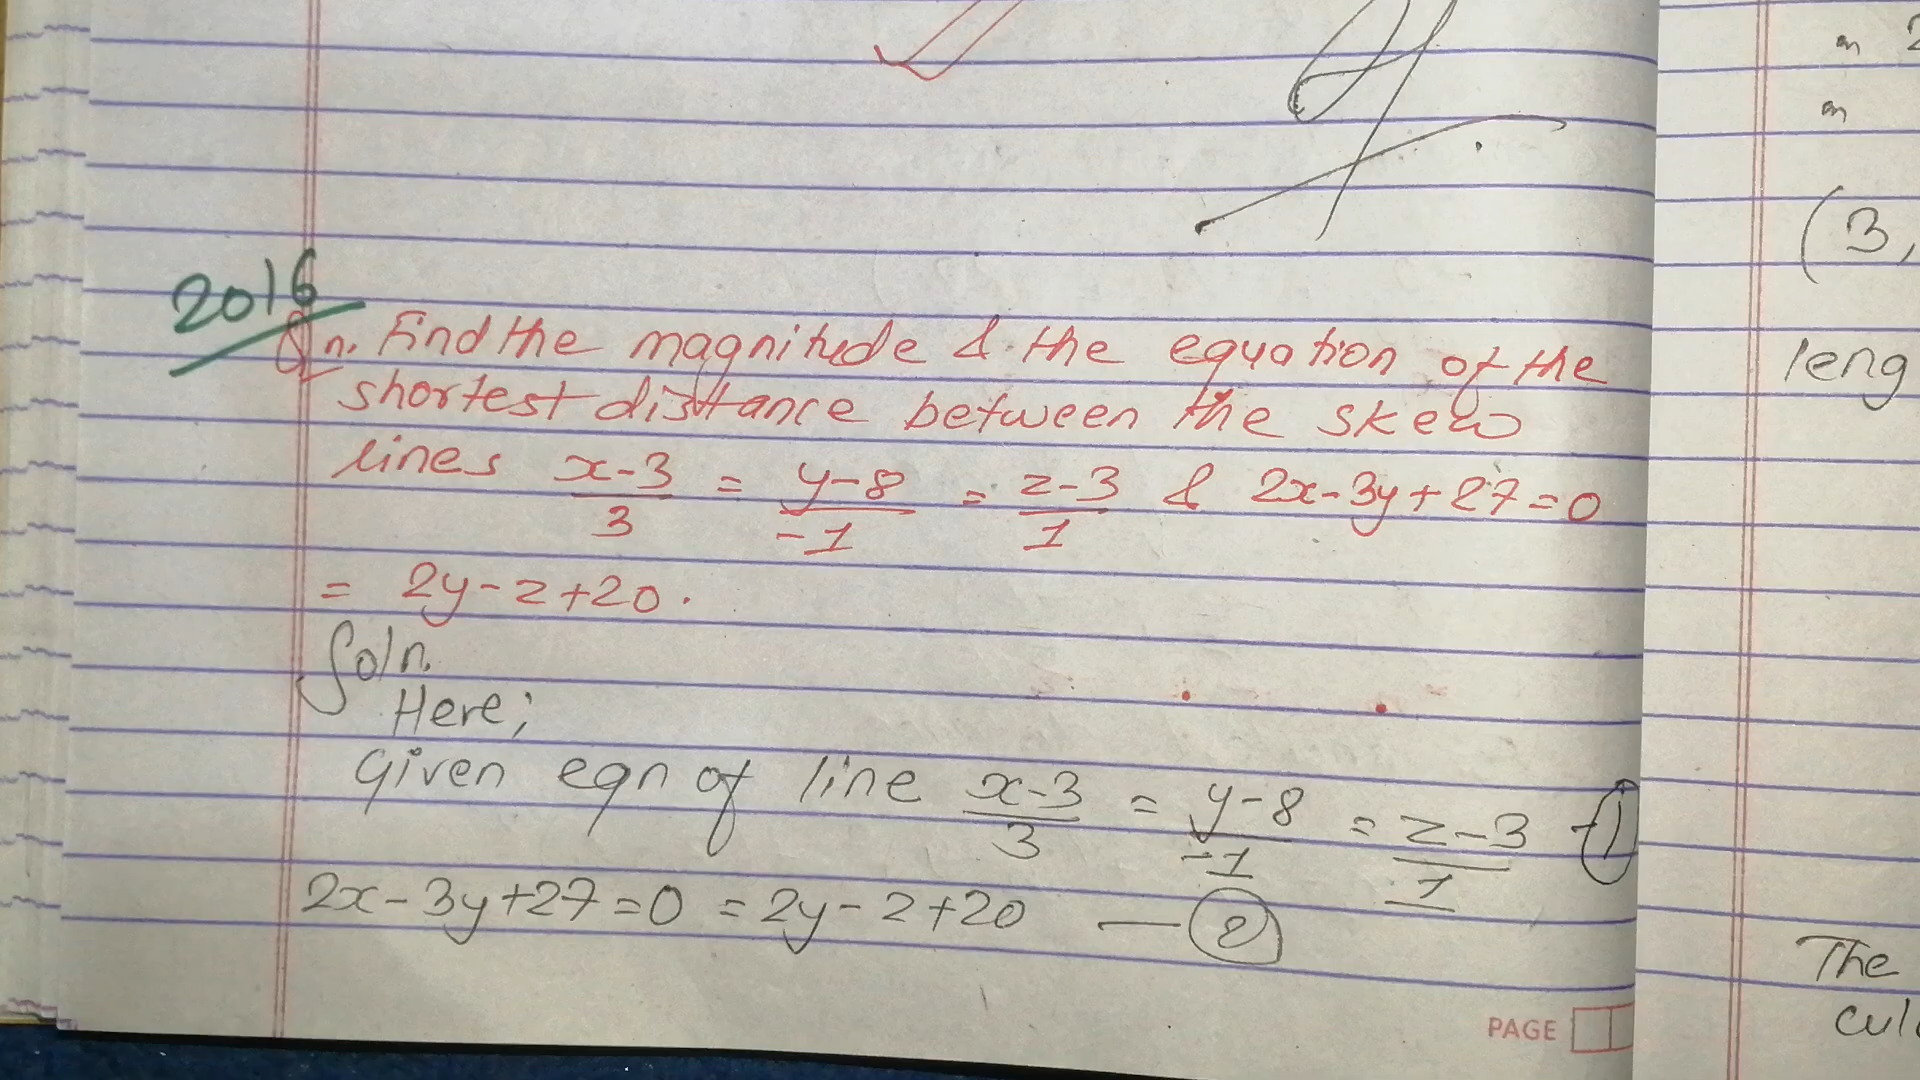 2016
Qn. Find the magnitude & the equation of the
shortest distance between the skew
lines x-3/3 = y-8/-1 = z-3/1 & 2x-3y+27=0
= 2y-z+20.
Soln.
Here;
Given eqn of line x-3/3 = y-8/-1 = z-3/1 -①
2x-3y+27=0 = 2y-z+20 —②
PAGE
(3,
leng
The